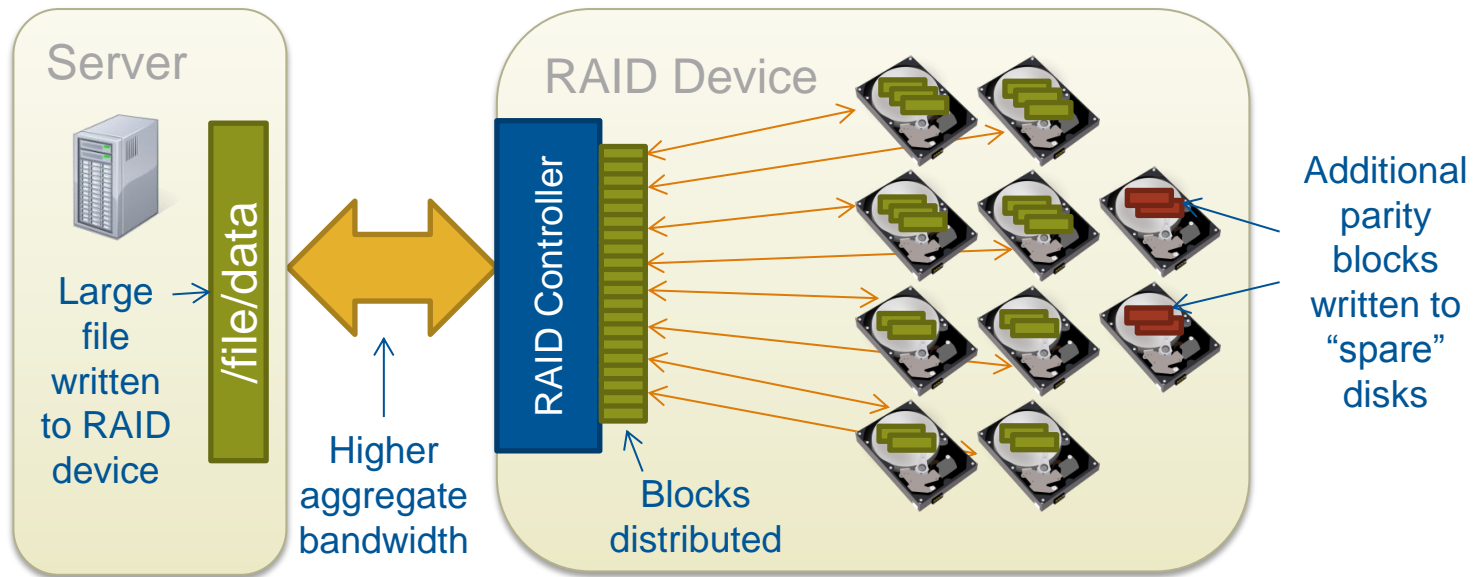 Server
/file/data
Large
file
written
to RAID
device
Higher
aggregate
bandwidth
RAID Device
RAID Controller
Blocks
distributed
Additional
parity
blocks
written to
“spare”
disks